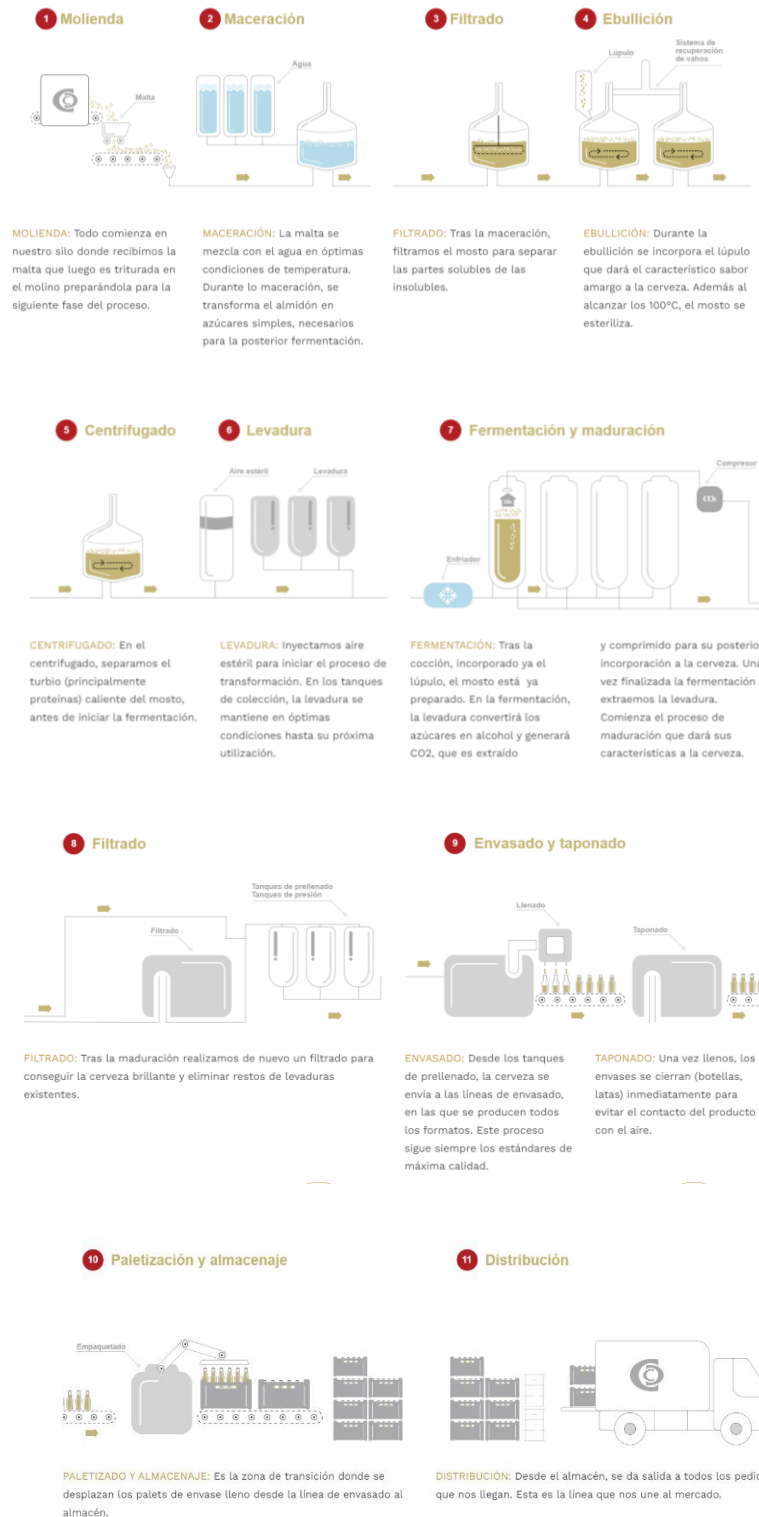 1 Molienda
2 Maceración
3 Filtrado
4 Ebullición
Malta
Agua
Lúpulo
Sistema de
recuperación
de vahos
MOLIENDA: Todo comienza en
nuestro silo donde recibimos la
malta que luego es triturada en
el molino preparándola para la
siguiente fase del proceso.
MACERACIÓN: La malta se
mezcla con el agua en óptimas
condiciones de temperatura.
Durante lo maceración, se
transforma el almidón en
azúcares simples, necesarios
para la posterior fermentación.
FILTRADO: Tras la maceración,
filtramos el mosto para separar
las partes solubles de las
insolubles.
EBULLICIÓN: Durante la
ebullición se incorpora el lúpulo
que dará el característico sabor
amargo a la cerveza. Además al
alcanzar los 100°C, el mosto se
esteriliza.
5 Centrifugado
6 Levadura
7 Fermentación y maduración
Aire estéril
Levadura
Enfriador
Compresor
CO₂
CENTRIFUGADO: En el
centrifugado, separamos el
turbio (principalmente
proteínas) caliente del mosto,
antes de iniciar la fermentación.
LEVADURA: Inyectamos aire
estéril para iniciar el proceso de
transformación. En los tanques
de colección, la levadura se
mantiene en óptimas
condiciones hasta su próxima
utilización.
FERMENTACIÓN: Tras la
cocción, incorporado ya el
lúpulo, el mosto está ya
preparado. En la fermentación,
la levadura convertirá los
azúcares en alcohol y generará
CO2, que es extraído
y comprimido para su posterio
incorporación a la cerveza. Una
vez finalizada la fermentación
extraemos la levadura.
Comienza el proceso de
maduración que dará sus
características a la cerveza.
8 Filtrado
9 Envasado y taponado
Filtrado
Tanques de prellenado
Tanques de presión
Llenado
Taponado
FILTRADO: Tras la maduración realizamos de nuevo un filtrado para
conseguir la cerveza brillante y eliminar restos de levaduras
existentes.
ENVASADO: Desde los tanques
de prellenado, la cerveza se
envía a las líneas de envasado,
en las que se producen todos
los formatos. Este proceso
sigue siempre los estándares de
máxima calidad.
TAPONADO: Una vez llenos, los
envases se cierran (botellas,
latas) inmediatamente para
evitar el contacto del producto
con el aire.
10 Paletización y almacenaje
11 Distribución
Empaquetado
PALETIZADO Y ALMACENAJE: Es la zona de transición donde se
desplazan los palets de envase lleno desde la línea de envasado al
almacén.
DISTRIBUCIÓN: Desde el almacén, se da salida a todos los pedid
que nos llegan. Esta es la línea que nos une al mercado.